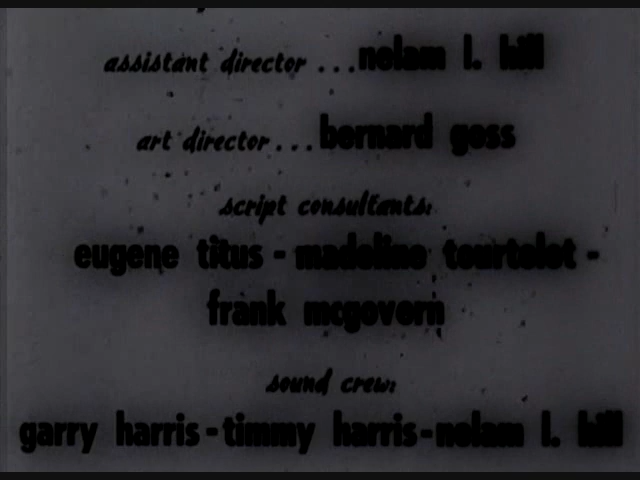 assistant director ... nelam l. hill
art director ... bernard goss
script consultants:
eugene titus - madeline tourtelot -
frank mcgovern
sound crew:
garry harris - timmy harris - nelam l. hill